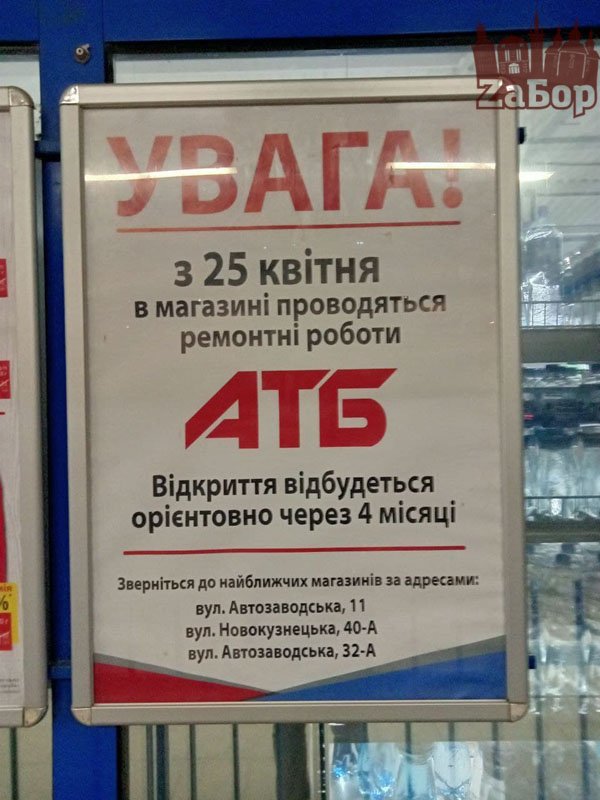 ZaБор
УВАГА!
з 25 квітня
в магазині проводяться
ремонтні роботи
АТБ
Відкриття відбудеться
орієнтовно через 4 місяці
Зверніться до найближчих магазинів за адресами:
вул. Автозаводська, 11
вул. Новокузнецька, 40-А
вул. Автозаводська, 32-А